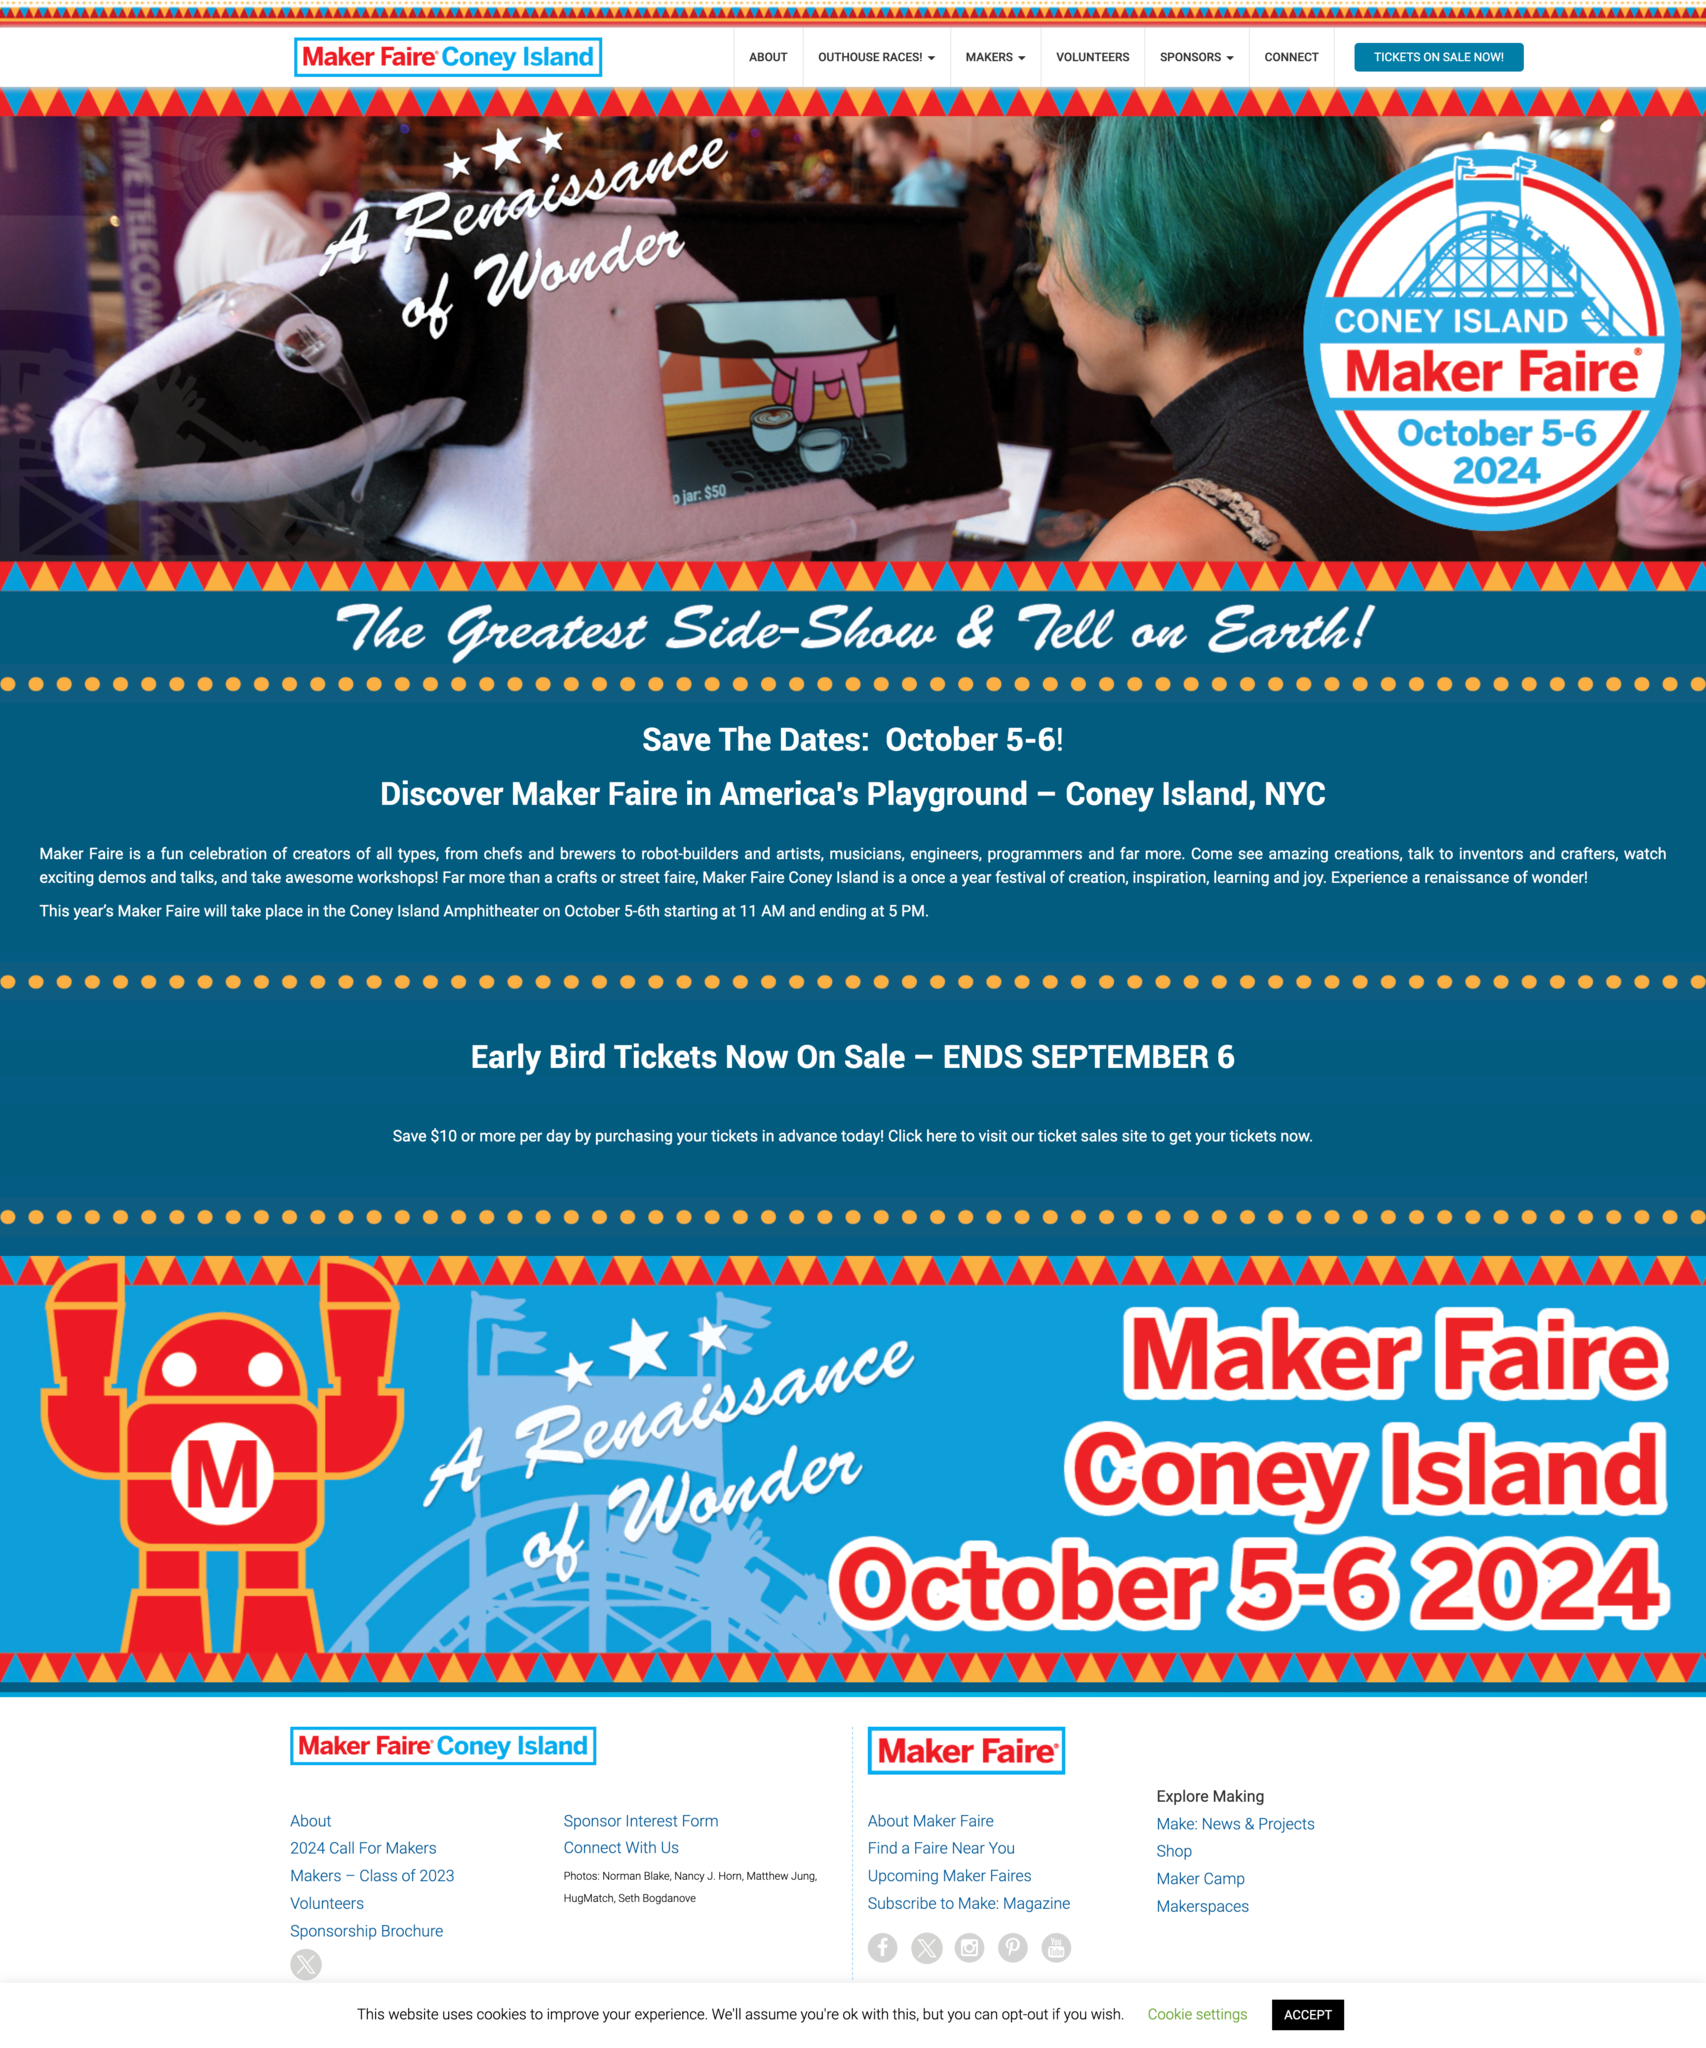 Maker Faire® Coney Island
ABOUT
OUTHOUSE RACES!
MAKERS
VOLUNTEERS
SPONSORS
CONNECT
TICKETS ON SALE NOW!
A Renaissance
of Wonder
CONEY ISLAND
Maker Faire®
October 5-6
2024
p jar: $50
The Greatest Side-Show & Tell on Earth!
Save The Dates:  October 5-6!
Discover Maker Faire in America's Playground – Coney Island, NYC
Maker Faire is a fun celebration of creators of all types, from chefs and brewers to robot-builders and artists, musicians, engineers, programmers and far more. Come see amazing creations, talk to inventors and crafters, watch
exciting demos and talks, and take awesome workshops! Far more than a crafts or street faire, Maker Faire Coney Island is a once a year festival of creation, inspiration, learning and joy. Experience a renaissance of wonder!
This year's Maker Faire will take place in the Coney Island Amphitheater on October 5-6th starting at 11 AM and ending at 5 PM.
Early Bird Tickets Now On Sale – ENDS SEPTEMBER 6
Save $10 or more per day by purchasing your tickets in advance today! Click here to visit our ticket sales site to get your tickets now.
M
A Renaissance
of Wonder
Maker Faire
Coney Island
October 5-6 2024
Maker Faire® Coney Island
About
2024 Call For Makers
Makers – Class of 2023
Volunteers
Sponsorship Brochure
Sponsor Interest Form
Connect With Us
Photos: Norman Blake, Nancy J. Horn, Matthew Jung,
HugMatch, Seth Bogdanove
Maker Faire®
About Maker Faire
Find a Faire Near You
Upcoming Maker Faires
Subscribe to Make: Magazine
Explore Making
Make: News & Projects
Shop
Maker Camp
Makerspaces
You
Tube
This website uses cookies to improve your experience. We'll assume you're ok with this, but you can opt-out if you wish.
Cookie settings
ACCEPT